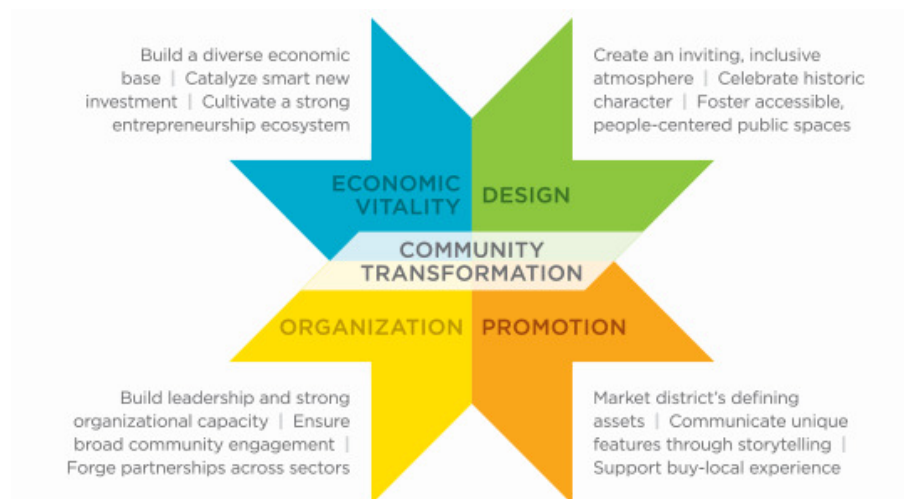 Build a diverse economic
base | Catalyze smart new
investment | Cultivate a strong
entrepreneurship ecosystem
Create an inviting, inclusive
atmosphere | Celebrate historic
character | Foster accessible,
people-centered public spaces
ECONOMIC
VITALITY
DESIGN
COMMUNITY
TRANSFORMATION
ORGANIZATION
PROMOTION
Build leadership and strong
organizational capacity | Ensure
broad community engagement |
Forge partnerships across sectors
Market district's defining
assets | Communicate unique
features through storytelling |
Support buy-local experience